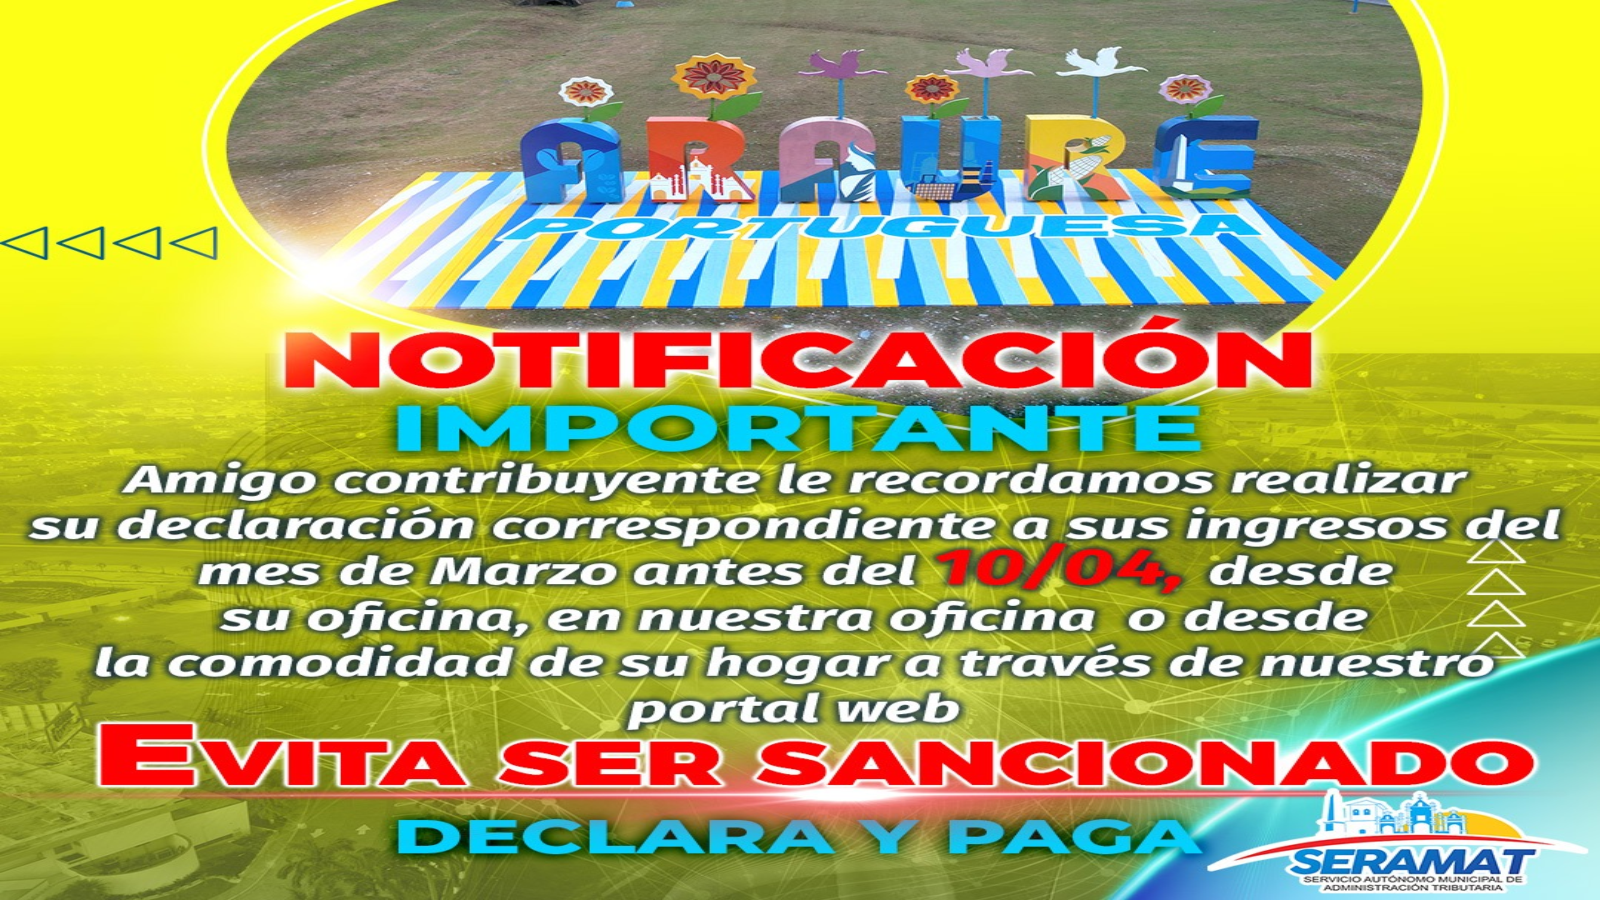 ARAURE
PORTUGUESA
NOTIFICACIÓN
IMPORTANTE
Amigo contribuyente le recordamos realizar
su declaración correspondiente a sus ingresos del
mes de Marzo antes del 10/04, desde
su oficina, en nuestra oficina o desde
la comodidad de su hogar a través de nuestro
portal web
EVITA SER SANCIONADO
DECLARA Y PAGA
SERAMAT
SERVICIO AUTÓNOMO MUNICIPAL DE
ADMINISTRACIÓN TRIBUTARIA